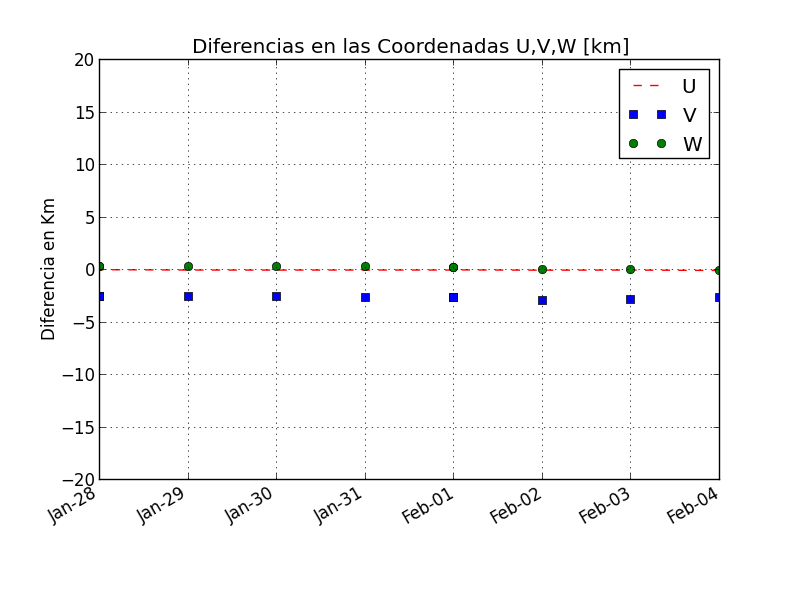 Diferencias en las Coordenadas U,V,W [km]
U
V
W
Diferencia en Km
20
15
10
5
0
−5
−10
−15
−20
Jan-28
Jan-29
Jan-30
Jan-31
Feb-01
Feb-02
Feb-03
Feb-04